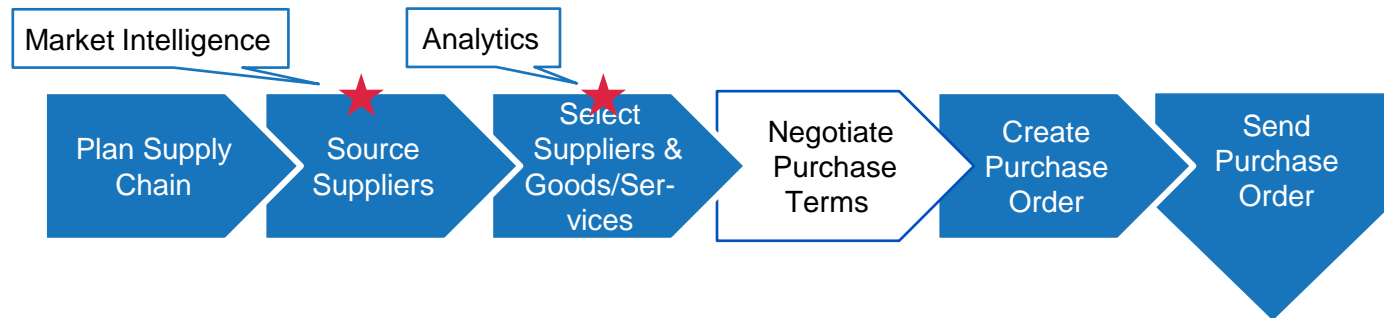 Market Intelligence
Analytics
Plan Supply
Chain
Source
Suppliers
Select
Suppliers &
Goods/Ser-
vices
Negotiate
Purchase
Terms
Create
Purchase
Order
Send
Purchase
Order